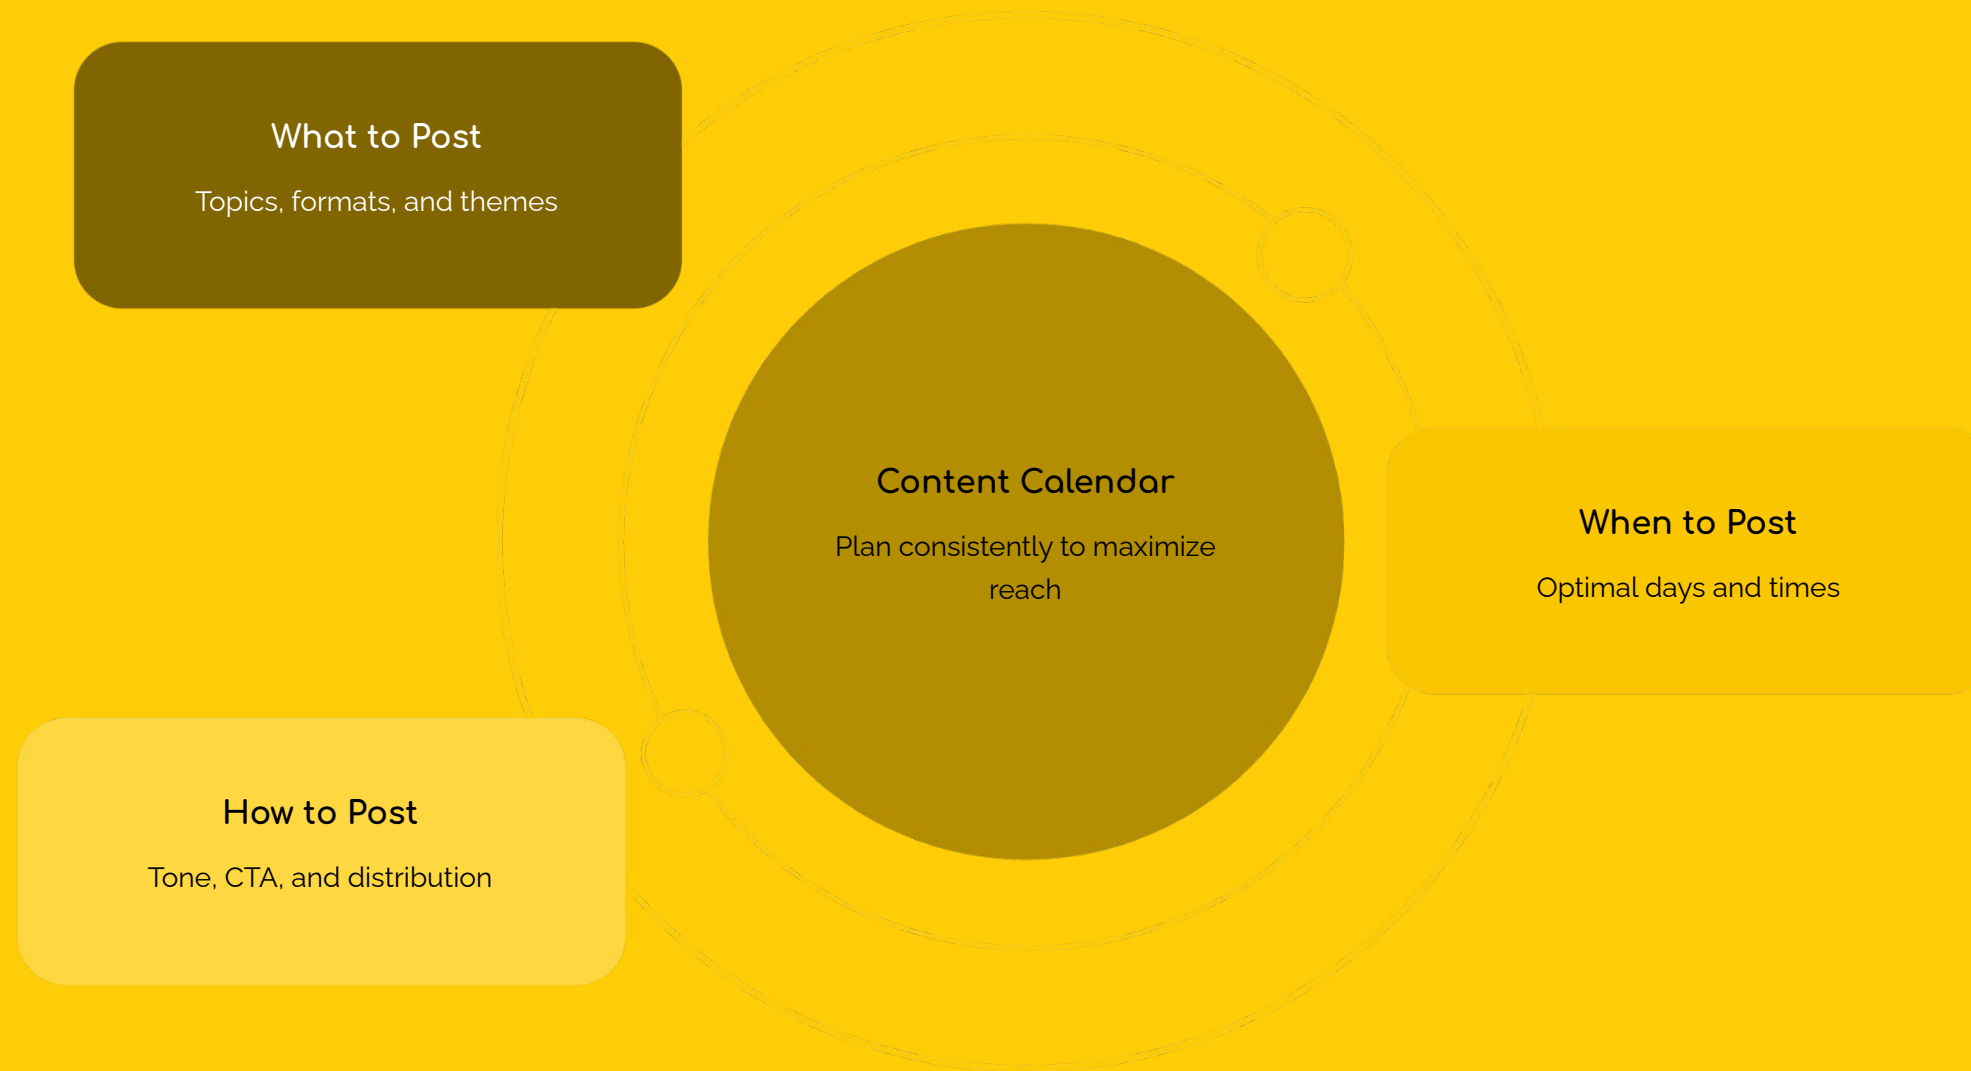 What to Post
Topics, formats, and themes
Content Calendar
Plan consistently to maximize
reach
When to Post
Optimal days and times
How to Post
Tone, CTA, and distribution